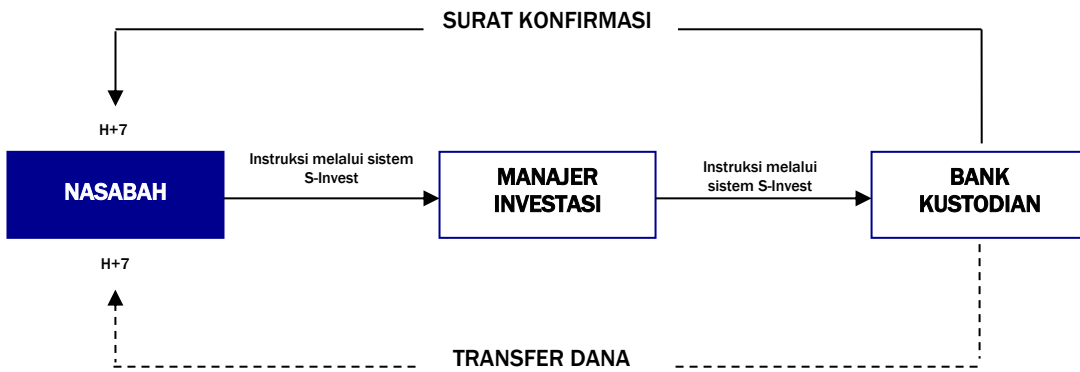 SURAT KONFIRMASI
H+7
NASABAH
Instruksi melalui sistem
S-Invest
MANAJER
INVESTASI
Instruksi melalui
sistem S-Invest
BANK
KUSTODIAN
H+7
TRANSFER DANA